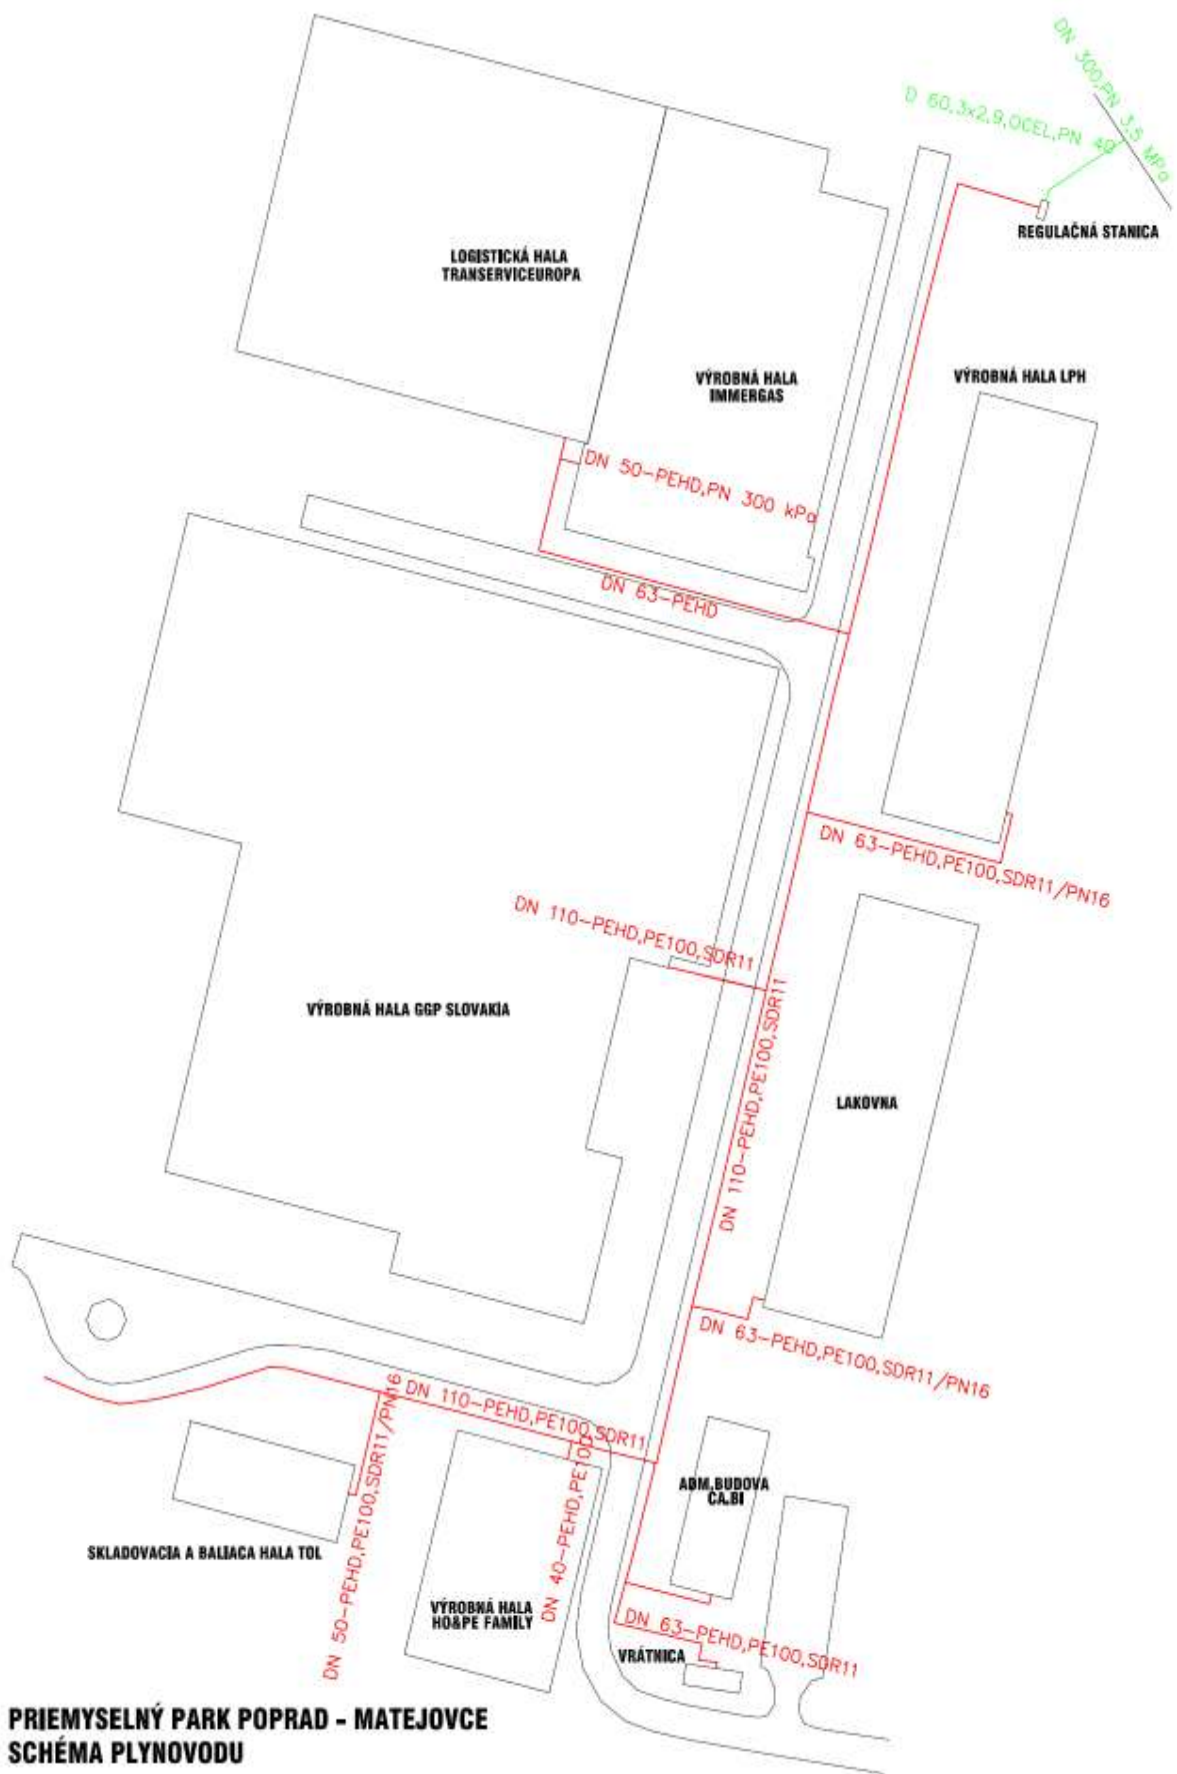 DN 300,PN 3,5 MPa
D 60,3x2,9,OCEL,PN 40
REGULAČNÁ STANICA
LOGISTICKÁ HALA
TRANSERVICEUROPA
VÝROBNÁ HALA
IMMERGAS
VÝROBNÁ HALA LPH
DN 50-PEHD,PN 300 kPa
DN 63-PEHD
DN 63-PEHD,PE100,SDR11/PN16
DN 110-PEHD,PE100,SDR11
VÝROBNÁ HALA GGP SLOVAKIA
DN 110-PEHD,PE100,SDR11
LAKOVNA
DN 63-PEHD,PE100,SDR11/PN16
DN 110-PEHD,PE100,SDR11
DN 50-PEHD,PE100,SDR11/PN16
DN 40-PEHD,PE100
ADM.BUDOVA
CA.BI
SKLADOVACIA A BALIACA HALA TOL
VÝROBNÁ HALA
HO&PE FAMILY
DN 63-PEHD,PE100,SDR11
VRÁTNICA
PRIEMYSELNÝ PARK POPRAD - MATEJOVCE
SCHÉMA PLYNOVODU